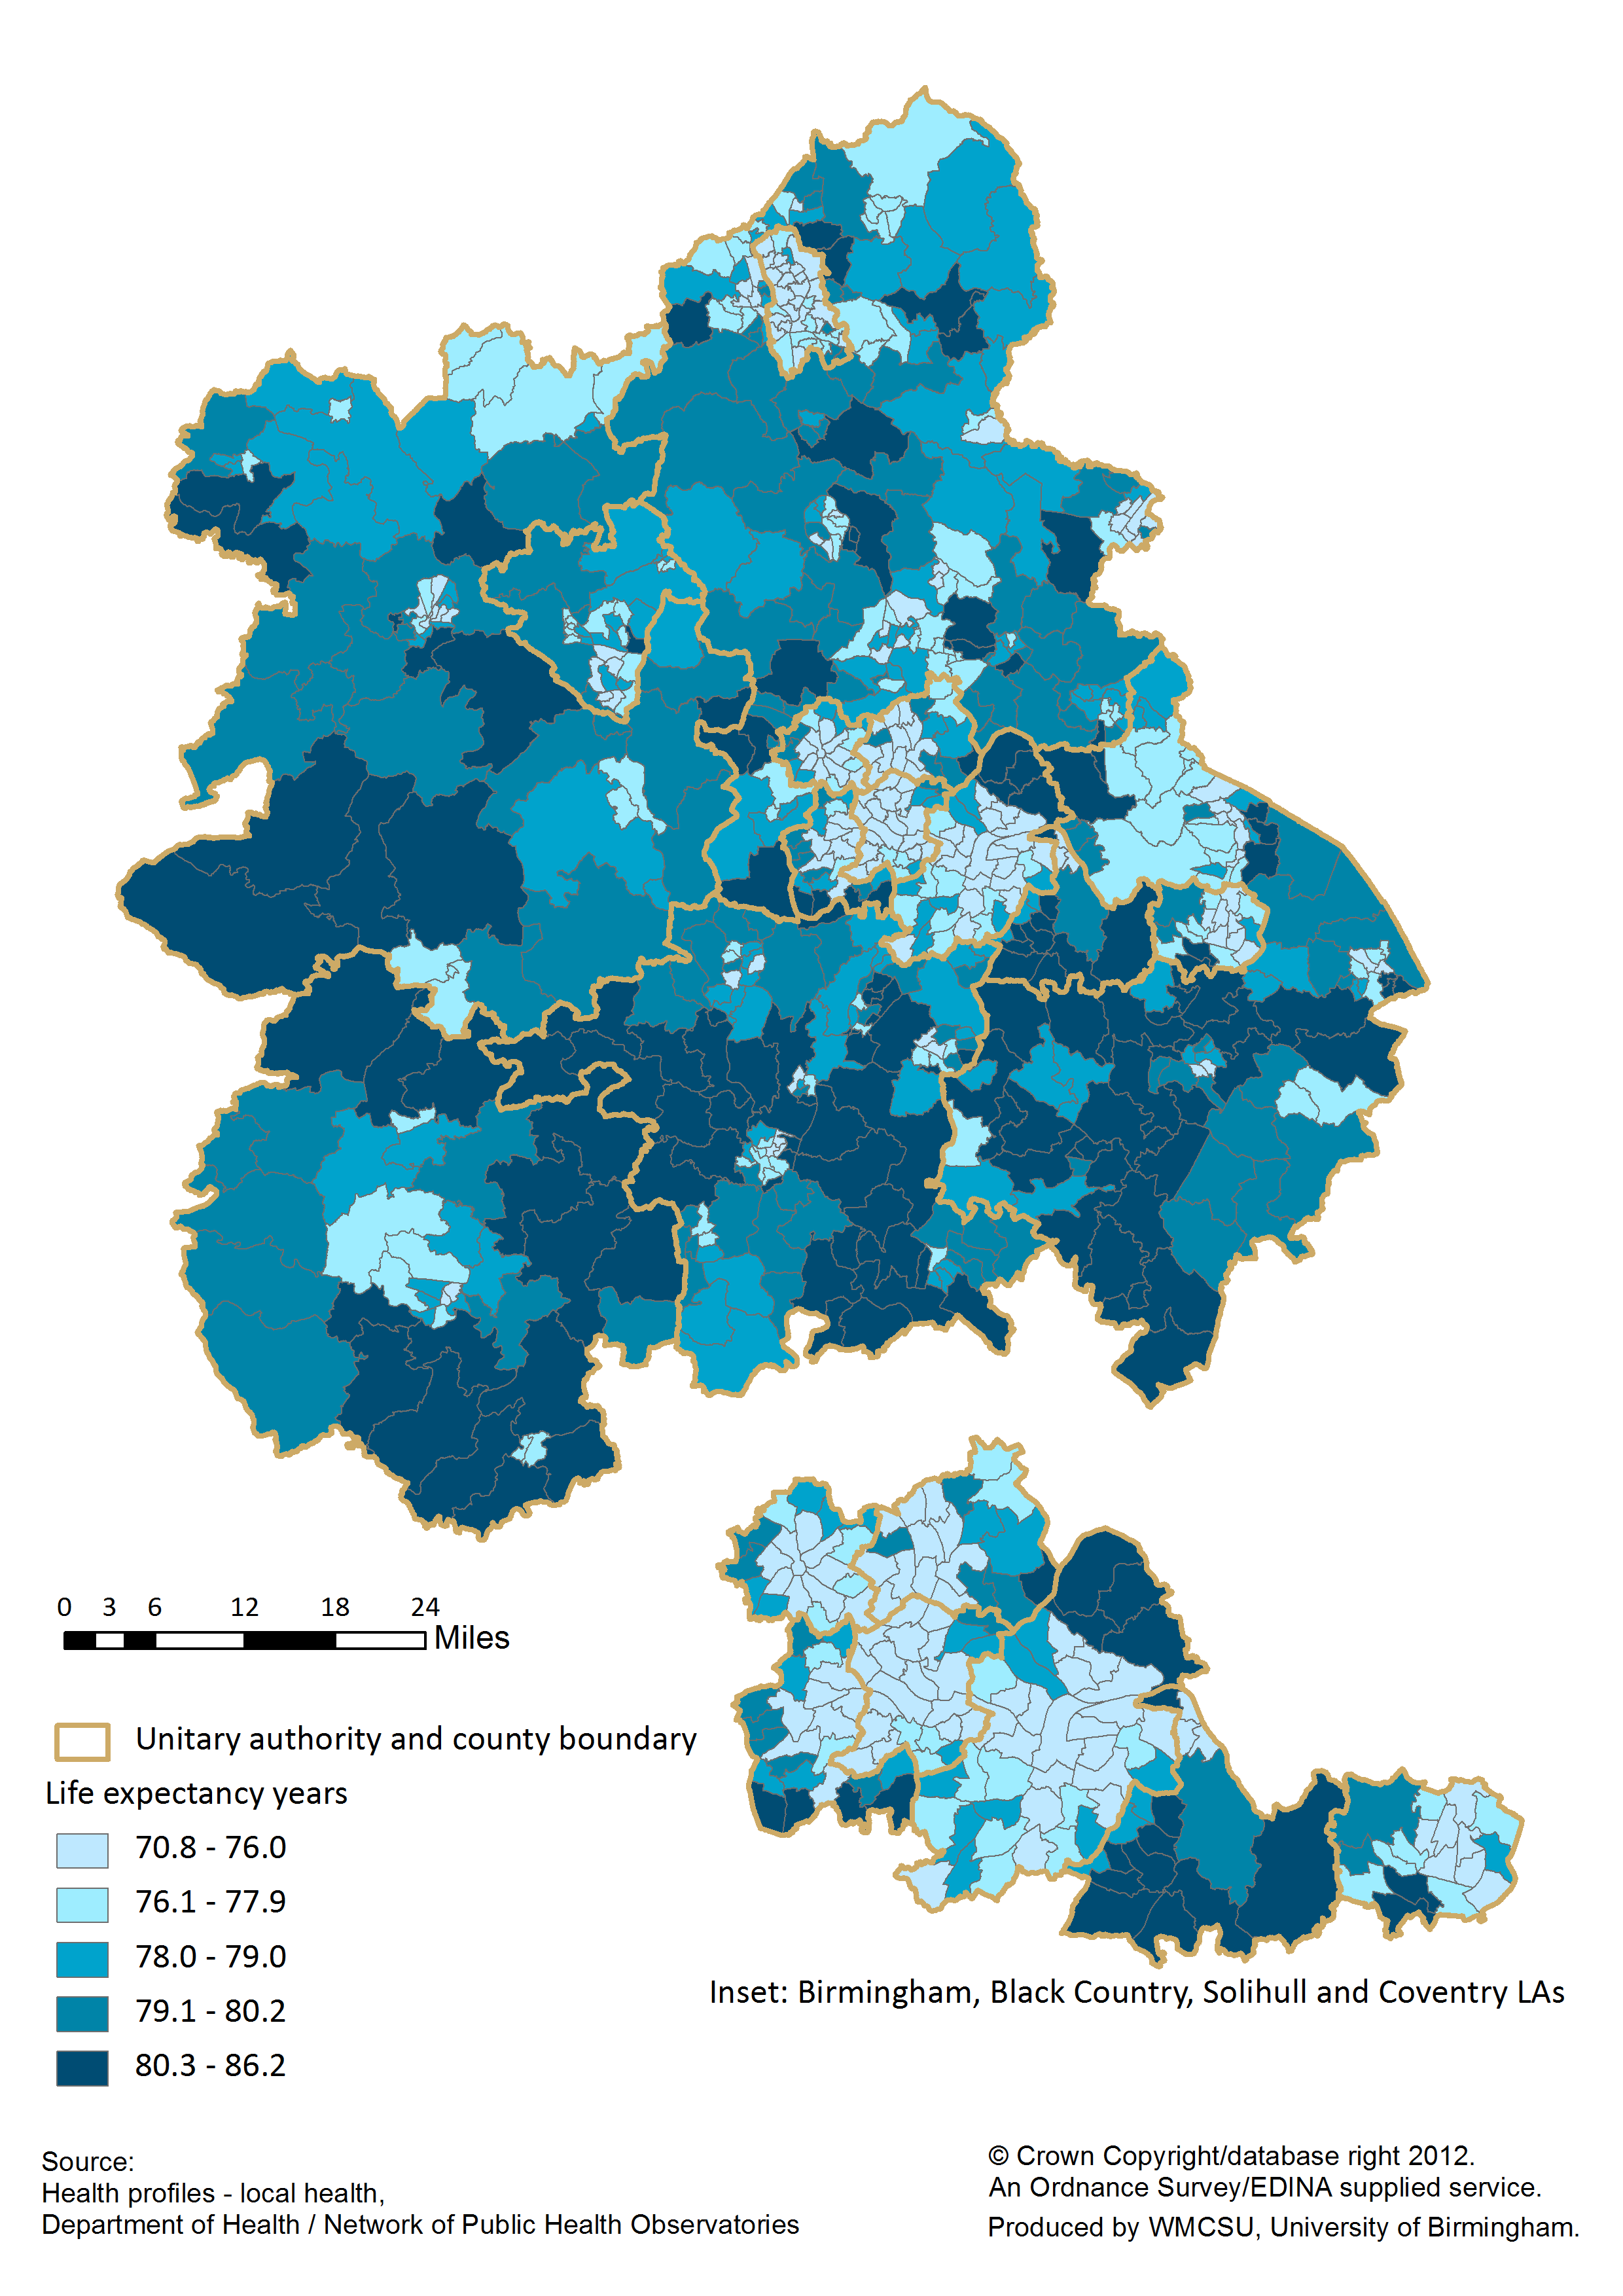 0 3 6 12 18 24
Miles
Unitary authority and county boundary
Life expectancy years
70.8 - 76.0
76.1 - 77.9
78.0 - 79.0
79.1 - 80.2
80.3 - 86.2
Inset: Birmingham, Black Country, Solihull and Coventry LAs
Source:
Health profiles - local health,
Department of Health / Network of Public Health Observatories
© Crown Copyright/database right 2012.
An Ordnance Survey/EDINA supplied service.
Produced by WMCSU, University of Birmingham.